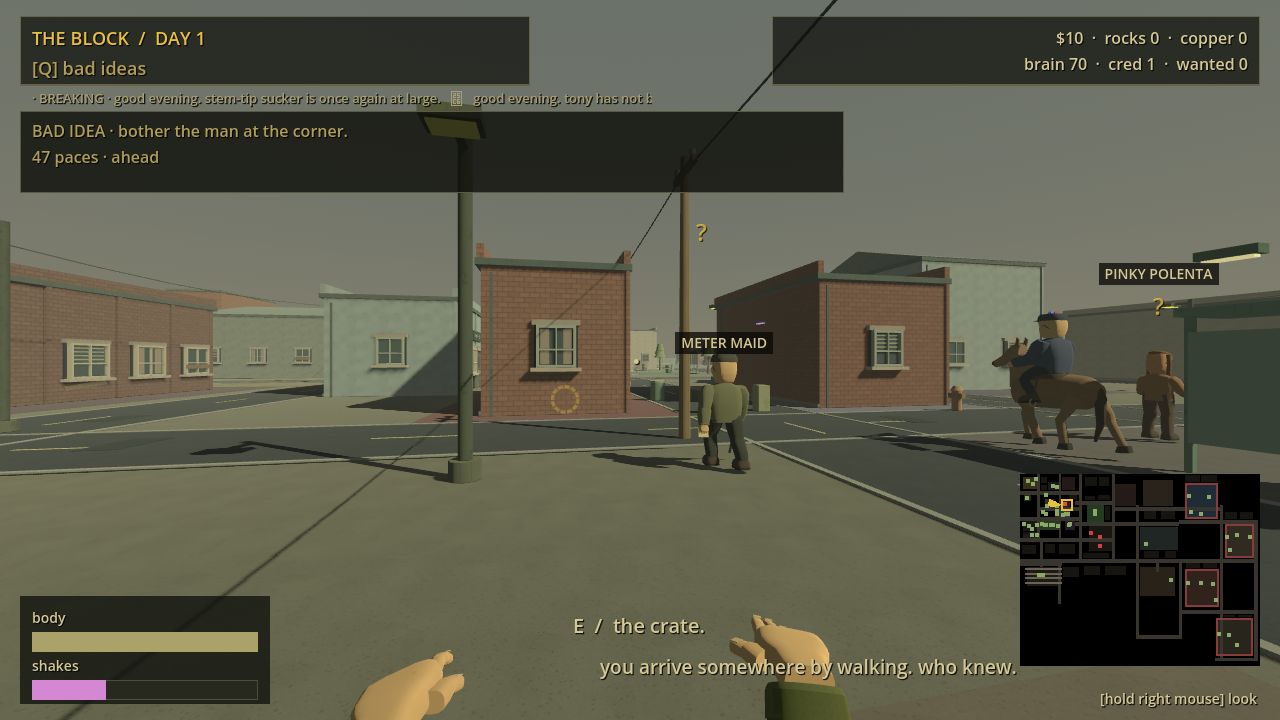 THE BLOCK / DAY 1
[Q] bad ideas
$10 · rocks 0 · copper 0
brain 70 · cred 1 · wanted 0
· BREAKING · good evening. stem-tip sucker is once again at large. good evening. tony has not
BAD IDEA · bother the man at the corner.
47 paces · ahead
?
PINKY POLENTA
?
METER MAID
E / the crate.
you arrive somewhere by walking. who knew.
body
shakes
[hold right mouse] look